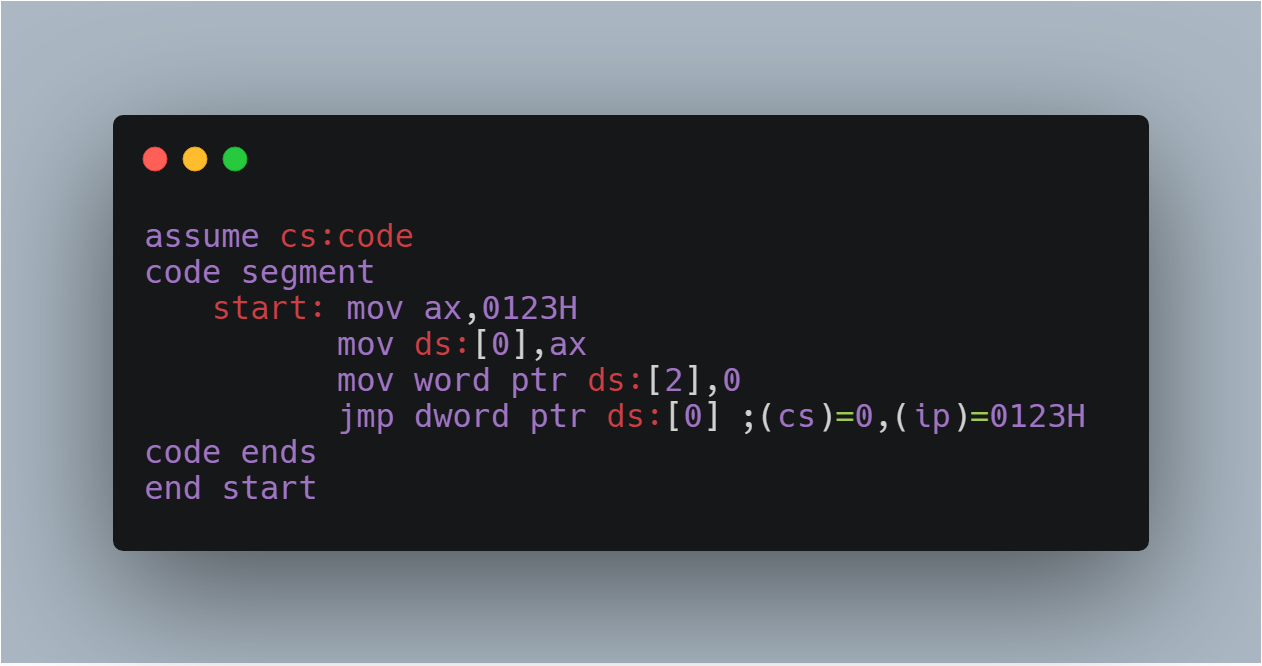 assume cs:code
code segment
    start: mov ax,0123H
          mov ds:[0],ax
          mov word ptr ds:[2],0
          jmp dword ptr ds:[0] ;(cs)=0,(ip)=0123H
code ends
end start